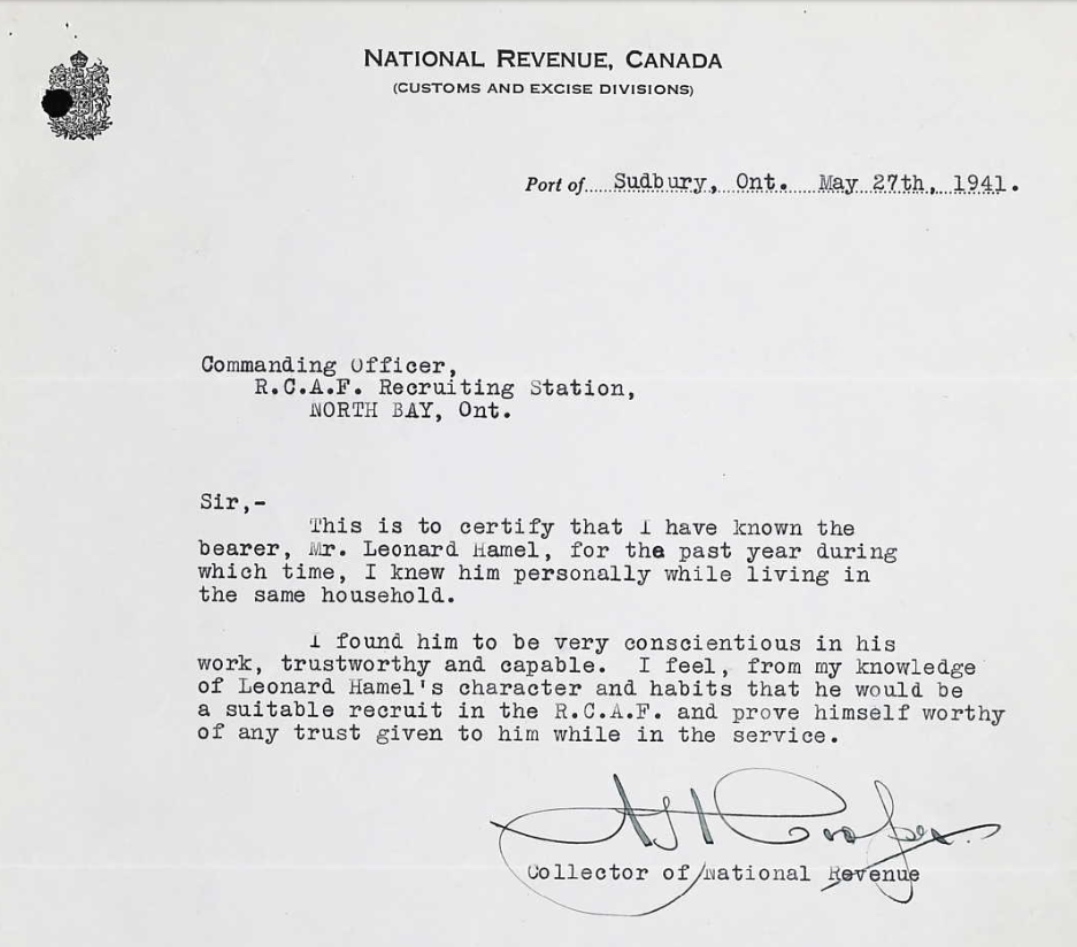 NATIONAL REVENUE, CANADA
(CUSTOMS AND EXCISE DIVISIONS)
Port of Sudbury, Ont. May 27th, 1941.
Commanding Officer,
R.C.A.F. Recruiting Station,
NORTH BAY, Ont.
Sir,-
This is to certify that I have known the
bearer, Mr. Leonard Hamel, for the past year during
which time, I knew him personally while living in
the same household.
I found him to be very conscientious in his
work, trustworthy and capable. I feel, from my knowledge
of Leonard Hamel's character and habits that he would be
a suitable recruit in the R.C.A.F. and prove himself worthy
of any trust given to him while in the service.
Collector of National Revenue